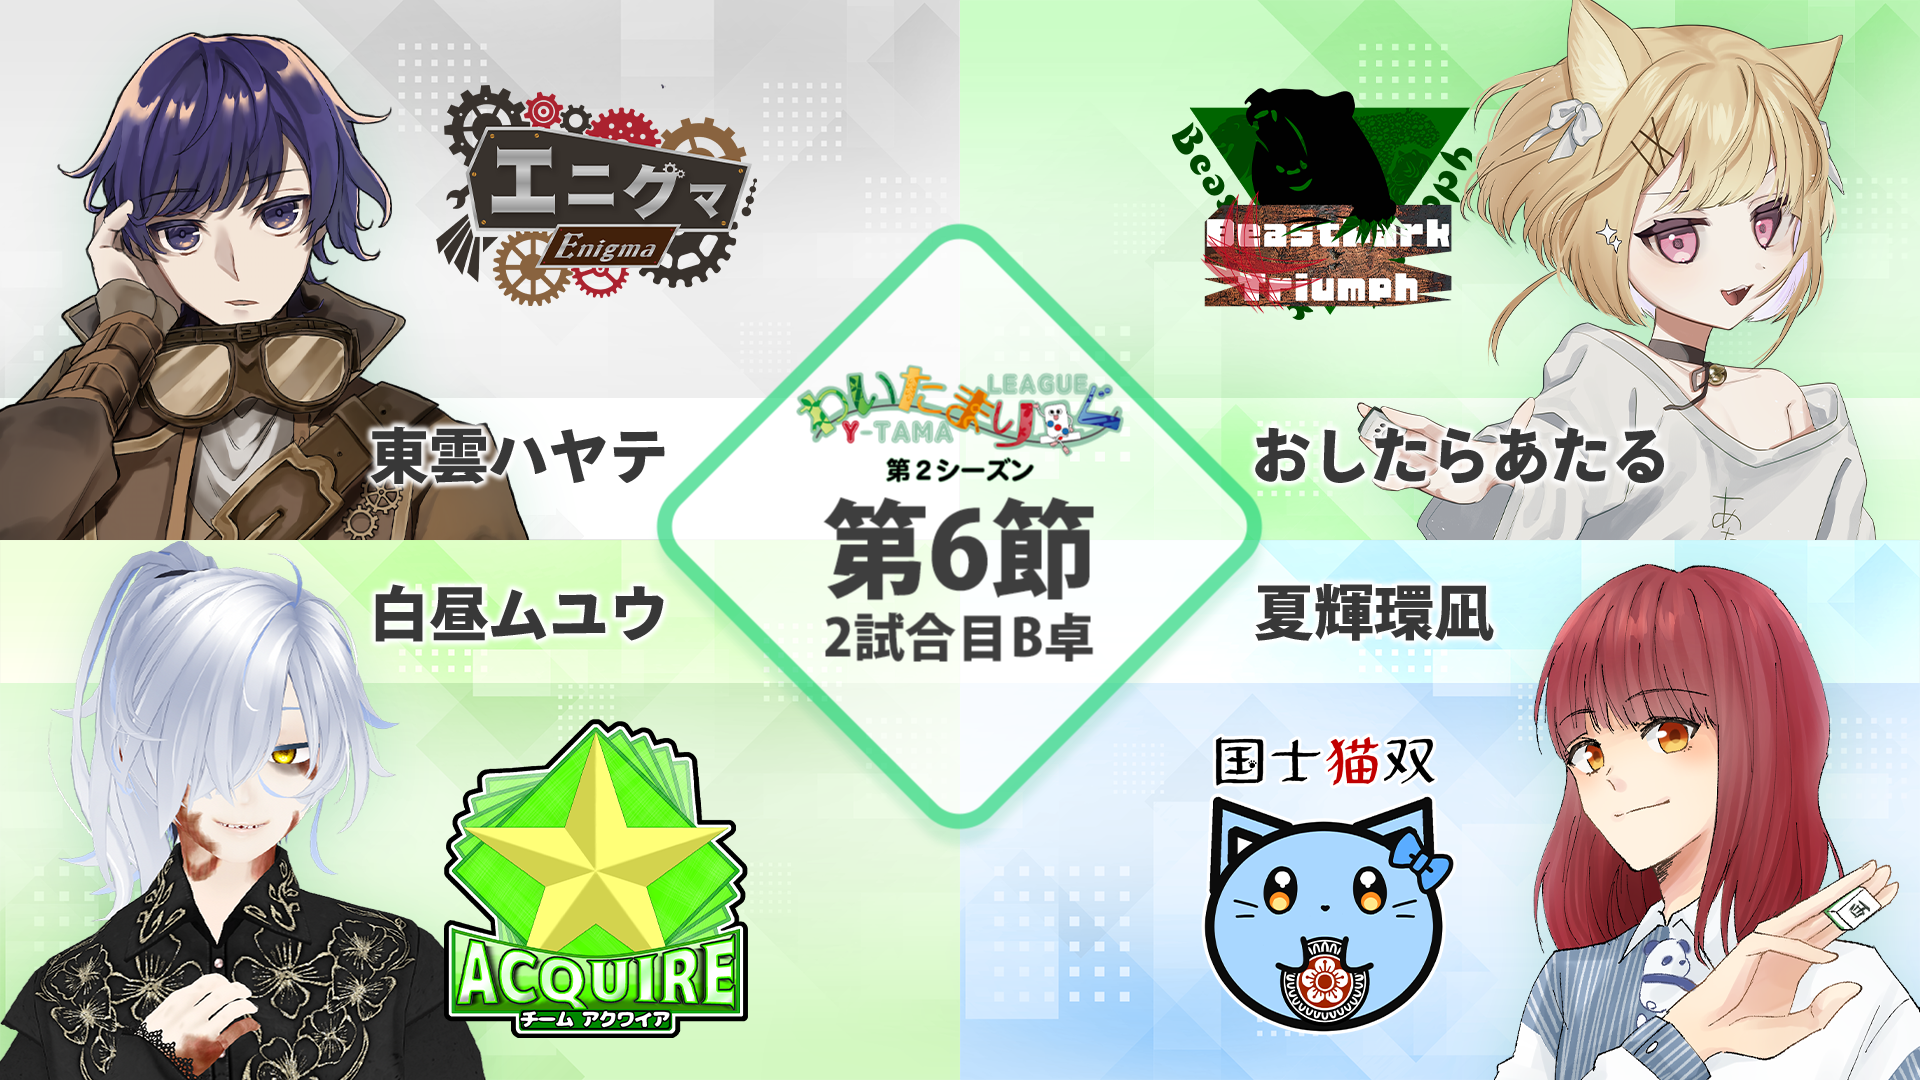 エニグマ
Enigma
東雲ハヤテ
Triumph
おしたらあたる
わいたまりーぐ
LEAGUE
Y-TAMA
第2シーズン
第6節
2試合目B卓
白昼ムユウ
ACQUIRE
チーム アクワイア
夏輝環凪
国士猫双
西
あ